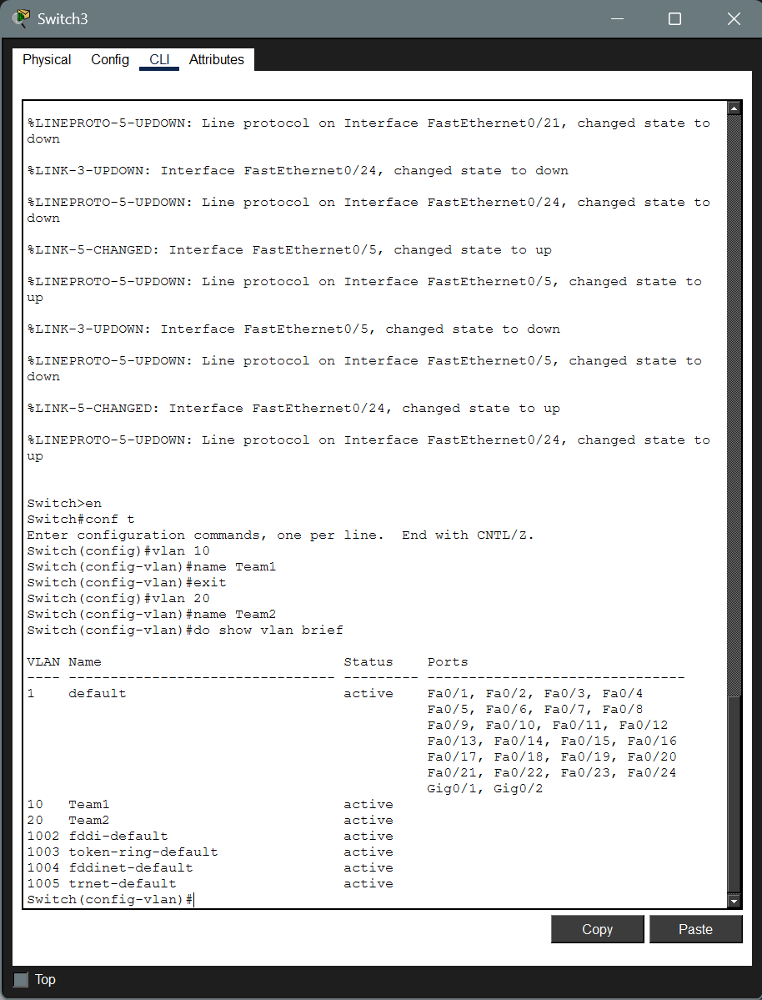 Switch3
Physical Config CLI Attributes
%LINEPROTO-5-UPDOWN: Line protocol on Interface FastEthernet0/21, changed state to
down
%LINK-3-UPDOWN: Interface FastEthernet0/24, changed state to down
%LINEPROTO-5-UPDOWN: Line protocol on Interface FastEthernet0/24, changed state to
down
%LINK-5-CHANGED: Interface FastEthernet0/5, changed state to up
%LINEPROTO-5-UPDOWN: Line protocol on Interface FastEthernet0/5, changed state to
up
%LINK-3-UPDOWN: Interface FastEthernet0/5, changed state to down
%LINEPROTO-5-UPDOWN: Line protocol on Interface FastEthernet0/5, changed state to
down
%LINK-5-CHANGED: Interface FastEthernet0/24, changed state to up
%LINEPROTO-5-UPDOWN: Line protocol on Interface FastEthernet0/24, changed state to
up
Switch>en
Switch#conf t
Enter configuration commands, one per line.  End with CNTL/Z.
Switch(config)#vlan 10
Switch(config-vlan)#name Team1
Switch(config-vlan)#exit
Switch(config)#vlan 20
Switch(config-vlan)#name Team2
Switch(config-vlan)#do show vlan brief
VLAN Name                             Status    Ports
---- -------------------------------- --------- -------------------------------
1    default                          active    Fa0/1, Fa0/2, Fa0/3, Fa0/4
                                                Fa0/5, Fa0/6, Fa0/7, Fa0/8
                                                Fa0/9, Fa0/10, Fa0/11, Fa0/12
                                                Fa0/13, Fa0/14, Fa0/15, Fa0/16
                                                Fa0/17, Fa0/18, Fa0/19, Fa0/20
                                                Fa0/21, Fa0/22, Fa0/23, Fa0/24
                                                Gig0/1, Gig0/2
10   Team1                            active
20   Team2                            active
1002 fddi-default                     active
1003 token-ring-default               active
1004 fddinet-default                  active
1005 trnet-default                    active
Switch(config-vlan)#
Copy Paste
Top